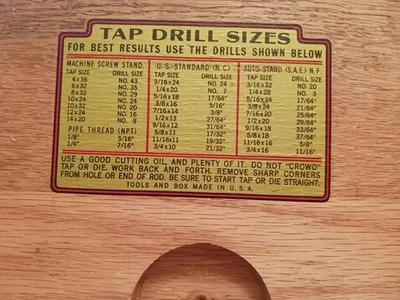 TAP DRILL SIZES
FOR BEST RESULTS USE THE DRILLS SHOWN BELOW
MACHINE SCREW STAND.
TAP SIZE DRILL SIZE
4x36 NO. 43
6x32 NO. 35
8x32 NO. 29
10x24 NO. 24
10x32 NO. 20
12x24 NO. 16
14x20 NO. 9
PIPE THREAD (NPT)
1/8" 5/16"
1/4" 7/16"
U. S. STANDARD (N. C.)
TAP SIZE DRILL SIZE
3/16x24 NO. 24
1/4x20 NO. 7
5/16x18 17/64"
3/8x16 5/16"
7/16x14 3/8"
1/2x13 27/64"
9/16x12 31/64"
5/8x11 17/32"
11/16x11 19/32"
3/4x10 21/32"
AUTO STAND (S.A.E.) N. F.
TAP SIZE DRILL SIZE
3/16x32 NO. 20
1/4x28 NO. 3
5/16x24 17/64"
3/8x24 21/64"
7/16x20 25/64"
1/2x20 29/64"
9/16x18 33/64"
5/8x18 37/64"
11/16x16 5/8"
3/4x16 11/16"
USE A GOOD CUTTING OIL, AND PLENTY OF IT. DO NOT "CROWD"
TAP OR DIE. WORK BACK AND FORTH. REMOVE SHARP CORNERS
FROM HOLE OR END OF ROD. BE SURE TO START TAP OR DIE STRAIGHT.
TOOLS AND BOX MADE IN U. S. A.